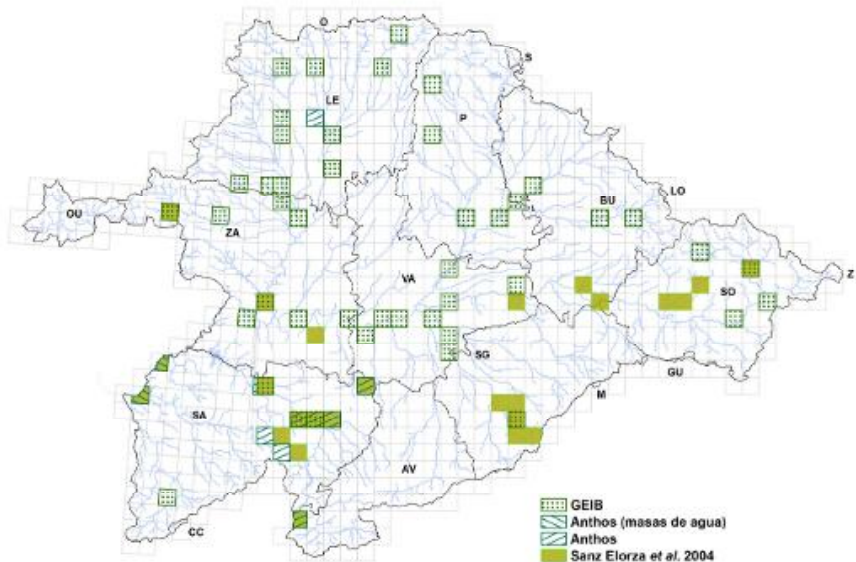 O
S
LE
P
OU
LO
BU
ZA
VA
SO
Z
SG
GU
M
SA
AV
CC
GEIB
Anthos (masas de agua)
Anthos
Sanz Elorza et al. 2004